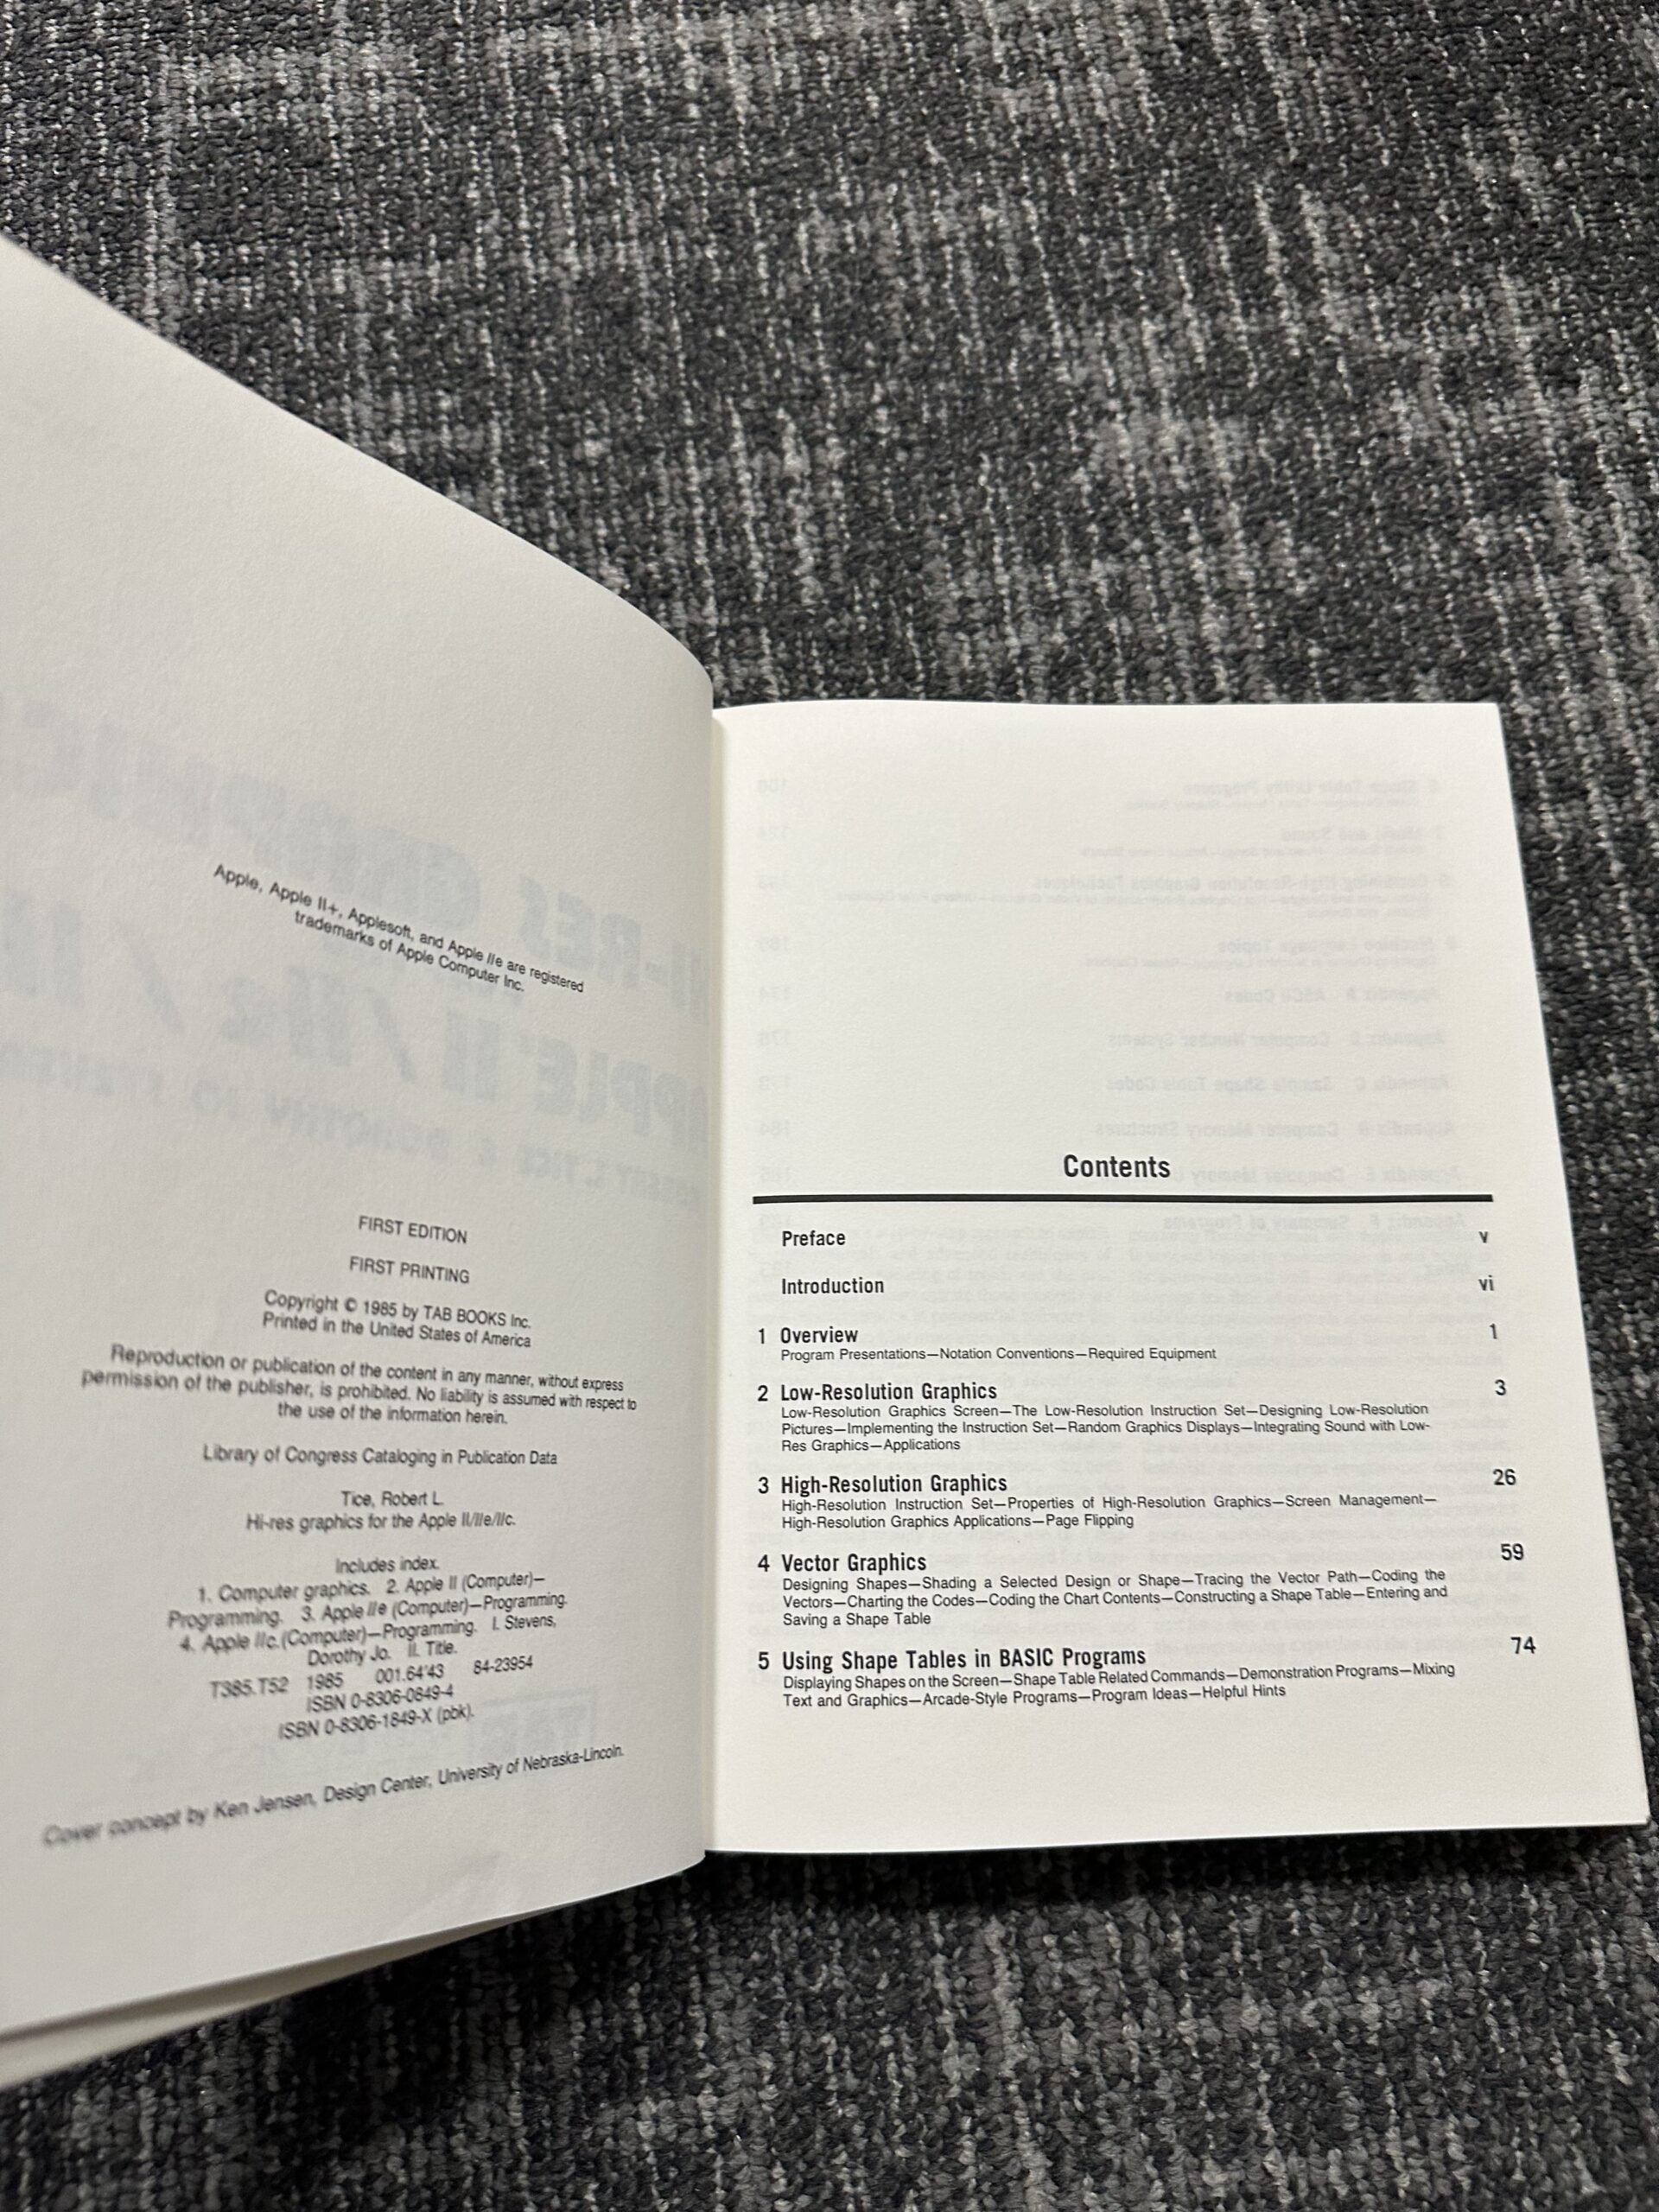 Apple, Apple II+, Applesoft, and Apple IIe are registered
trademarks of Apple Computer Inc.
FIRST EDITION
FIRST PRINTING
Copyright © 1985 by TAB BOOKS Inc.
Printed in the United States of America
Reproduction or publication of the content in any manner, without express
permission of the publisher, is prohibited. No liability is assumed with respect to
the use of the information herein.
Library of Congress Cataloging in Publication Data
Tice, Robert L.
Hi-res graphics for the Apple II/IIe/IIc.
Includes index.
1. Computer graphics. 2. Apple II (Computer)—
Programming. 3. Apple IIe (Computer)—Programming.
4. Apple IIc.(Computer)—Programming. I. Stevens,
Dorothy Jo. II. Title.
T385.T52 1985 001.64'43 84-23954
ISBN 0-8306-0849-4
ISBN 0-8306-1849-X (pbk).
Cover concept by Ken Jensen, Design Center, University of Nebraska-Lincoln.
Contents
Preface v
Introduction vi
1 Overview 1
Program Presentations—Notation Conventions—Required Equipment
2 Low-Resolution Graphics 3
Low-Resolution Graphics Screen—The Low-Resolution Instruction Set—Designing Low-Resolution
Pictures—Implementing the Instruction Set—Random Graphics Displays—Integrating Sound with Low-
Res Graphics—Applications
3 High-Resolution Graphics 26
High-Resolution Instruction Set—Properties of High-Resolution Graphics—Screen Management—
High-Resolution Graphics Applications—Page Flipping
4 Vector Graphics 59
Designing Shapes—Shading a Selected Design or Shape—Tracing the Vector Path—Coding the
Vectors—Charting the Codes—Coding the Chart Contents—Constructing a Shape Table—Entering and
Saving a Shape Table
5 Using Shape Tables in BASIC Programs 74
Displaying Shapes on the Screen—Shape Table Related Commands—Demonstration Programs—Mixing
Text and Graphics—Arcade-Style Programs—Program Ideas—Helpful Hints